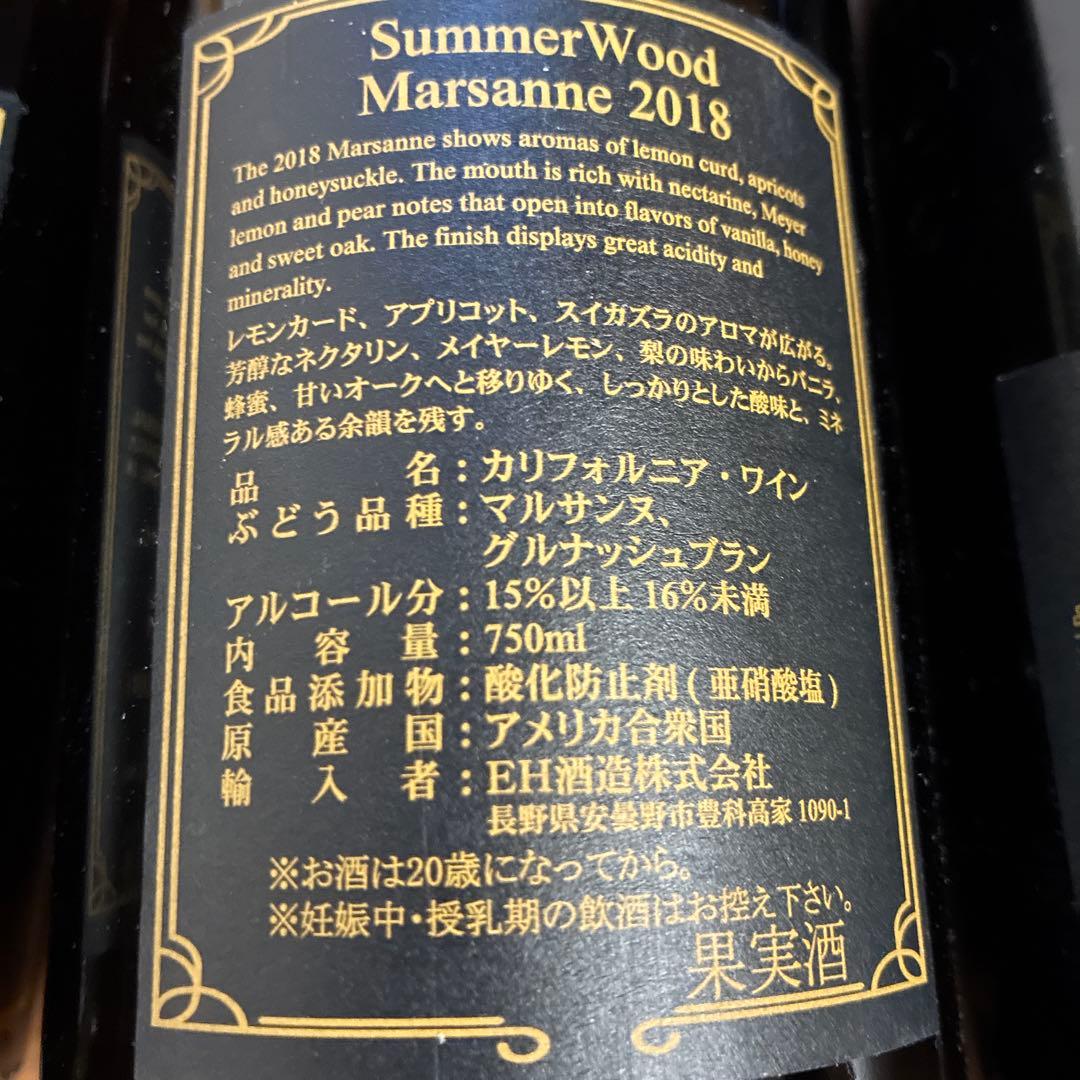 SummerWood
Marsanne 2018
The 2018 Marsanne shows aromas of lemon curd, apricots
and honeysuckle. The mouth is rich with nectarine, Meyer
lemon and pear notes that open into flavors of vanilla, honey
and sweet oak. The finish displays great acidity and
minerality.
レモンカード、アプリコット、スイカズラのアロマが広がる。
芳醇なネクタリン、メイヤーレモン、梨の味わいからバニラ、
蜂蜜、甘いオークへと移りゆく、しっかりとした酸味と、ミネ
ラル感ある余韻を残す。
品名：カリフォルニア・ワイン
ぶどう品種：マルサンヌ、
グルナッシュブラン
アルコール分：15%以上 16%未満
内容量：750ml
食品添加物：酸化防止剤 ( 亜硝酸塩 )
原産国：アメリカ合衆国
輸入者：EH酒造株式会社
長野県安曇野市豊科高家 1090-1
※お酒は20歳になってから。
※妊娠中・授乳期の飲酒はお控え下さい。
果実酒